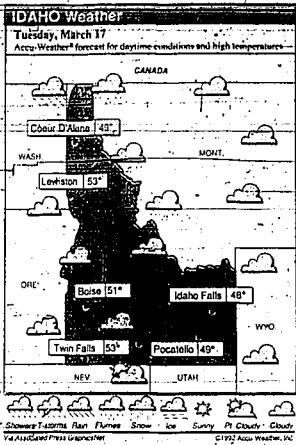 IDAHO Weather
Tuesday, March 17
Accu-Weather® forecast for daytime conditions and high temperatures
CANADA
Coeur D'Alene 49°
WASH.
MONT.
Lewiston 53°
ORE.
Boise 51°
Idaho Falls 48°
WYO.
Twin Falls 53°
Pocatello 49°
NEV.
UTAH
Showers T-storms Rain Flurries Snow Ice Sunny Pt. Cloudy Cloudy
Via Associated Press GraphicsNet
©1992 Accu-Weather, Inc.